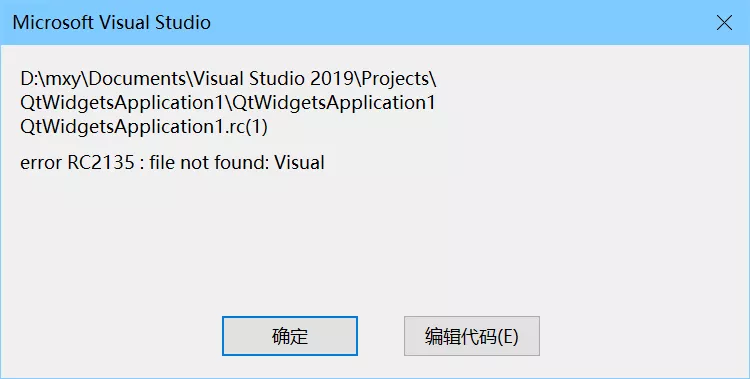 Microsoft Visual Studio
D:\mxy\Documents\Visual Studio 2019\Projects\
QtWidgetsApplication1\QtWidgetsApplication1
QtWidgetsApplication1.rc(1)
error RC2135 : file not found: Visual
确定
编辑代码(E)